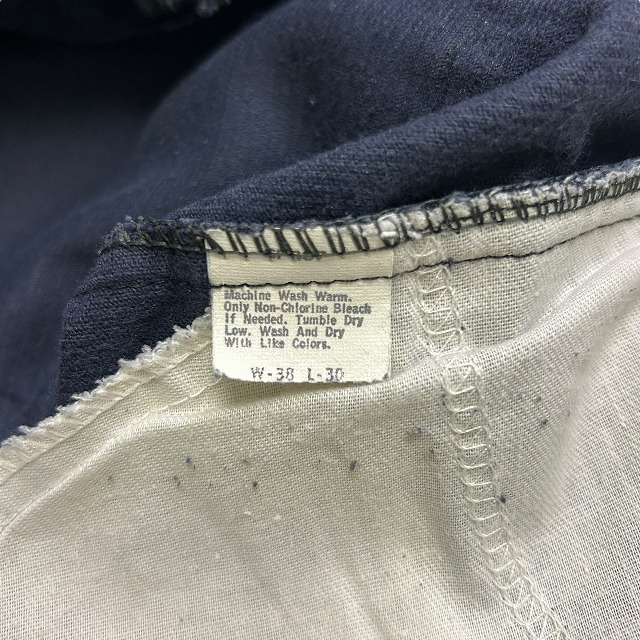 Machine Wash Warm.
Only Non-Chlorine Bleach
If Needed. Tumble Dry
Low. Wash And Dry
With Like Colors.
W-38 L-30